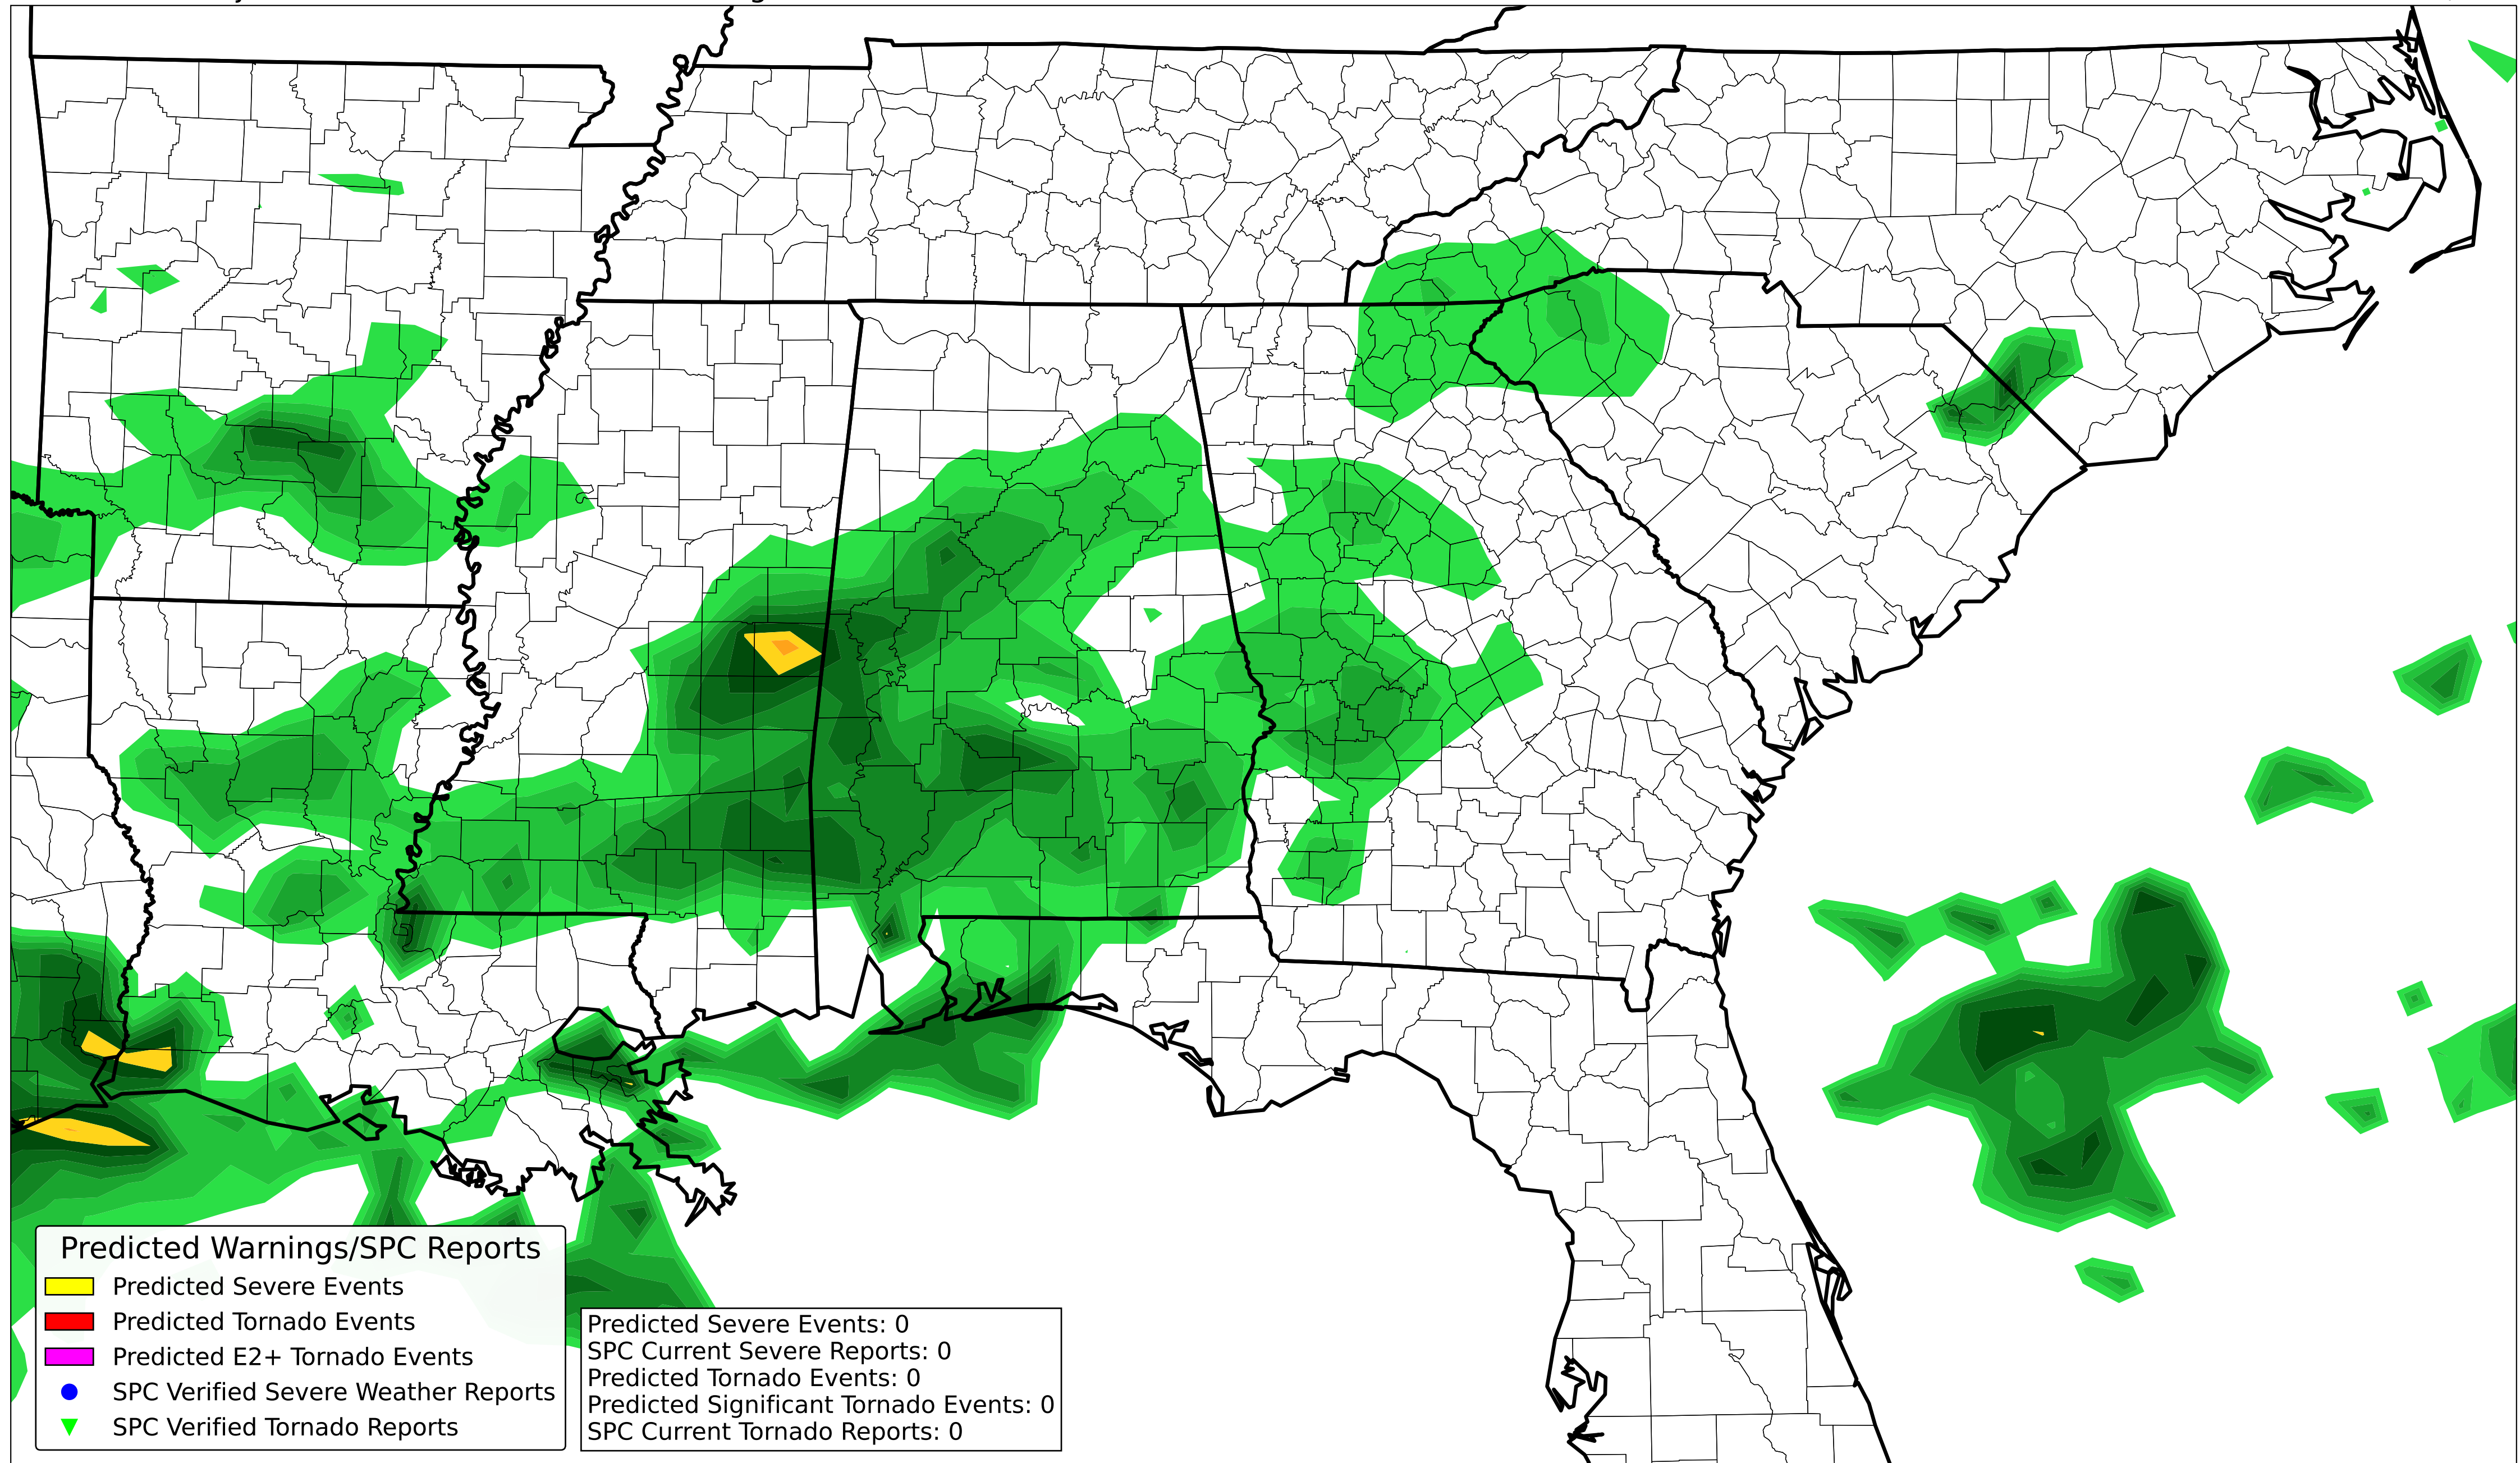 Predicted Warnings/SPC Reports
Predicted Severe Events
Predicted Tornado Events
Predicted E2+ Tornado Events
SPC Verified Severe Weather Reports
SPC Verified Tornado Reports
Predicted Severe Events: 0
SPC Current Severe Reports: 0
Predicted Tornado Events: 0
Predicted Significant Tornado Events: 0
SPC Current Tornado Reports: 0